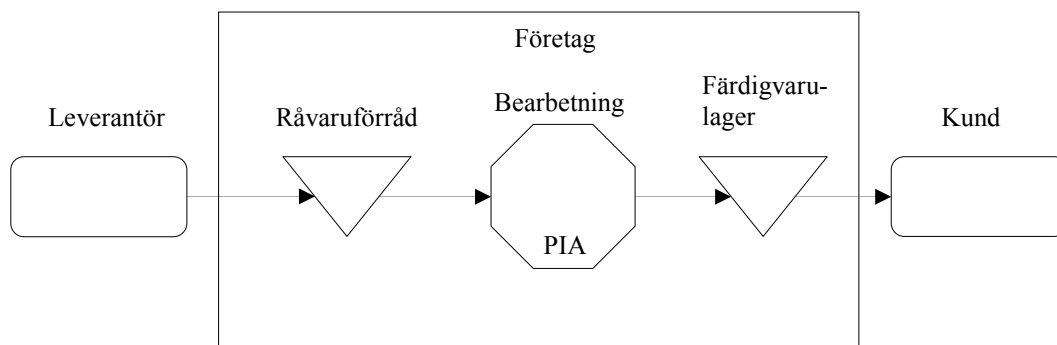 Företag
Leverantör
Råvaruförråd
Bearbetning
Färdigvaru-
lager
Kund
PIA